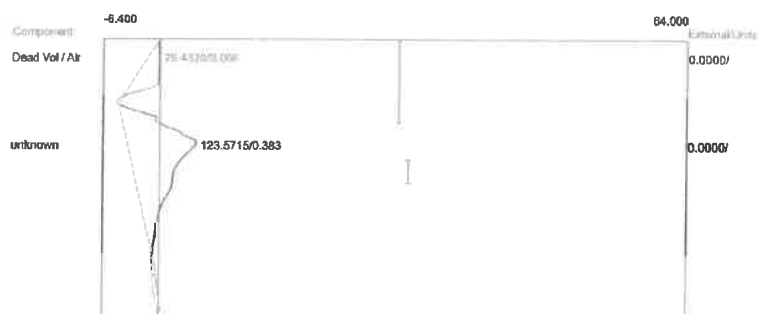 -6.400 64.000
Component External/Units
Dead Vol / Air 0.0000/
unknown 123.5715/0.383 0.0000/